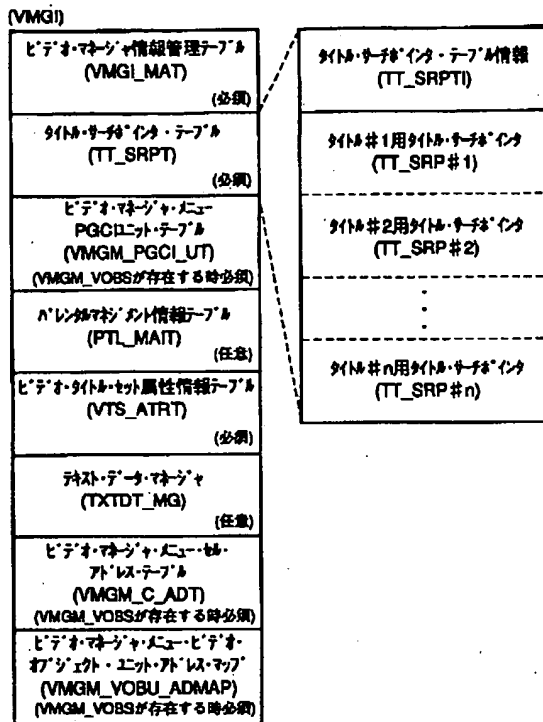 (VMGI)
ビデオ・マネージャ情報管理テーブル
(VMGI_MAT)
(必須)
タイトル・サーチポインタ・テーブル
(TT_SRPT)
(必須)
ビデオ・マネージャ・メニュー
PGCIユニット・テーブル
(VMGM_PGCI_UT)
(VMGM_VOBSが存在する時必須)
パレンタルマネジメント情報テーブル
(PTL_MAIT)
(任意)
ビデオ・タイトル・セット属性情報テーブル
(VTS_ATRT)
(必須)
テキスト・データ・マネージャ
(TXTDT_MG)
(任意)
ビデオ・マネージャ・メニュー・セル・
アドレス・テーブル
(VMGM_C_ADT)
(VMGM_VOBSが存在する時必須)
ビデオ・マネージャ・メニュー・ビデオ・
オブジェクト・ユニット・アドレス・マップ
(VMGM_VOBU_ADMAP)
(VMGM_VOBSが存在する時必須)
タイトル・サーチポインタ・テーブル情報
(TT_SRPTI)
タイトル#1用タイトル・サーチポインタ
(TT_SRP#1)
タイトル#2用タイトル・サーチポインタ
(TT_SRP#2)
タイトル#n用タイトル・サーチポインタ
(TT_SRP#n)